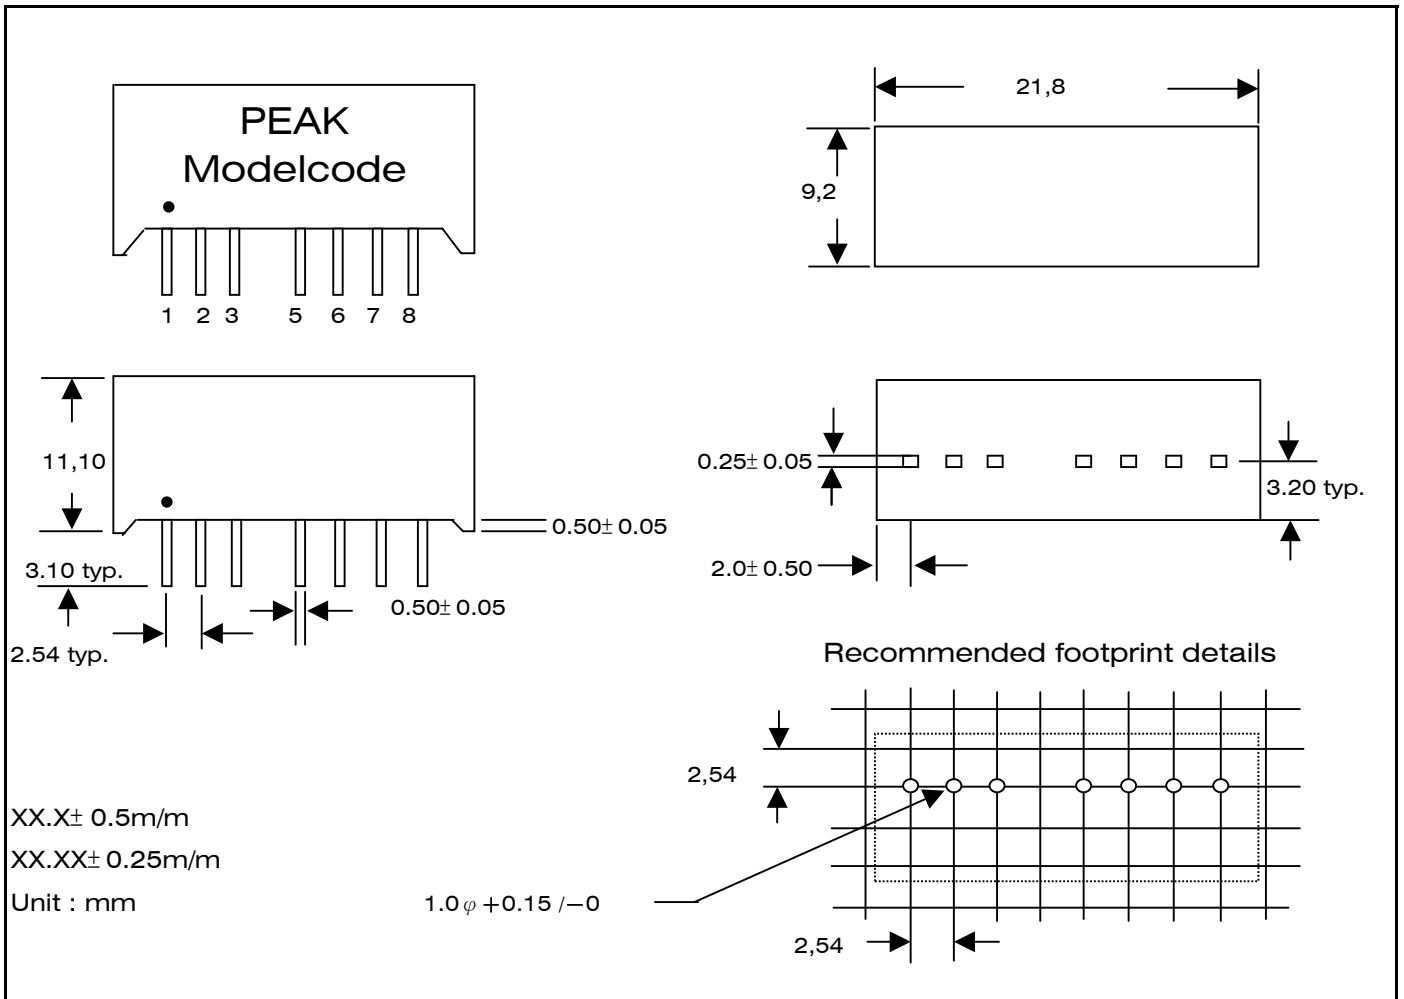 PEAK
Modelcode
1 2 3 5 6 7 8
21,8
9,2
11,10
0.50± 0.05
3.10 typ.
0.50± 0.05
2.54 typ.
0.25± 0.05
3.20 typ.
2.0± 0.50
Recommended footprint details
2,54
XX.X± 0.5m/m
XX.XX± 0.25m/m
Unit : mm
1.0 φ +0.15 /−0
2,54